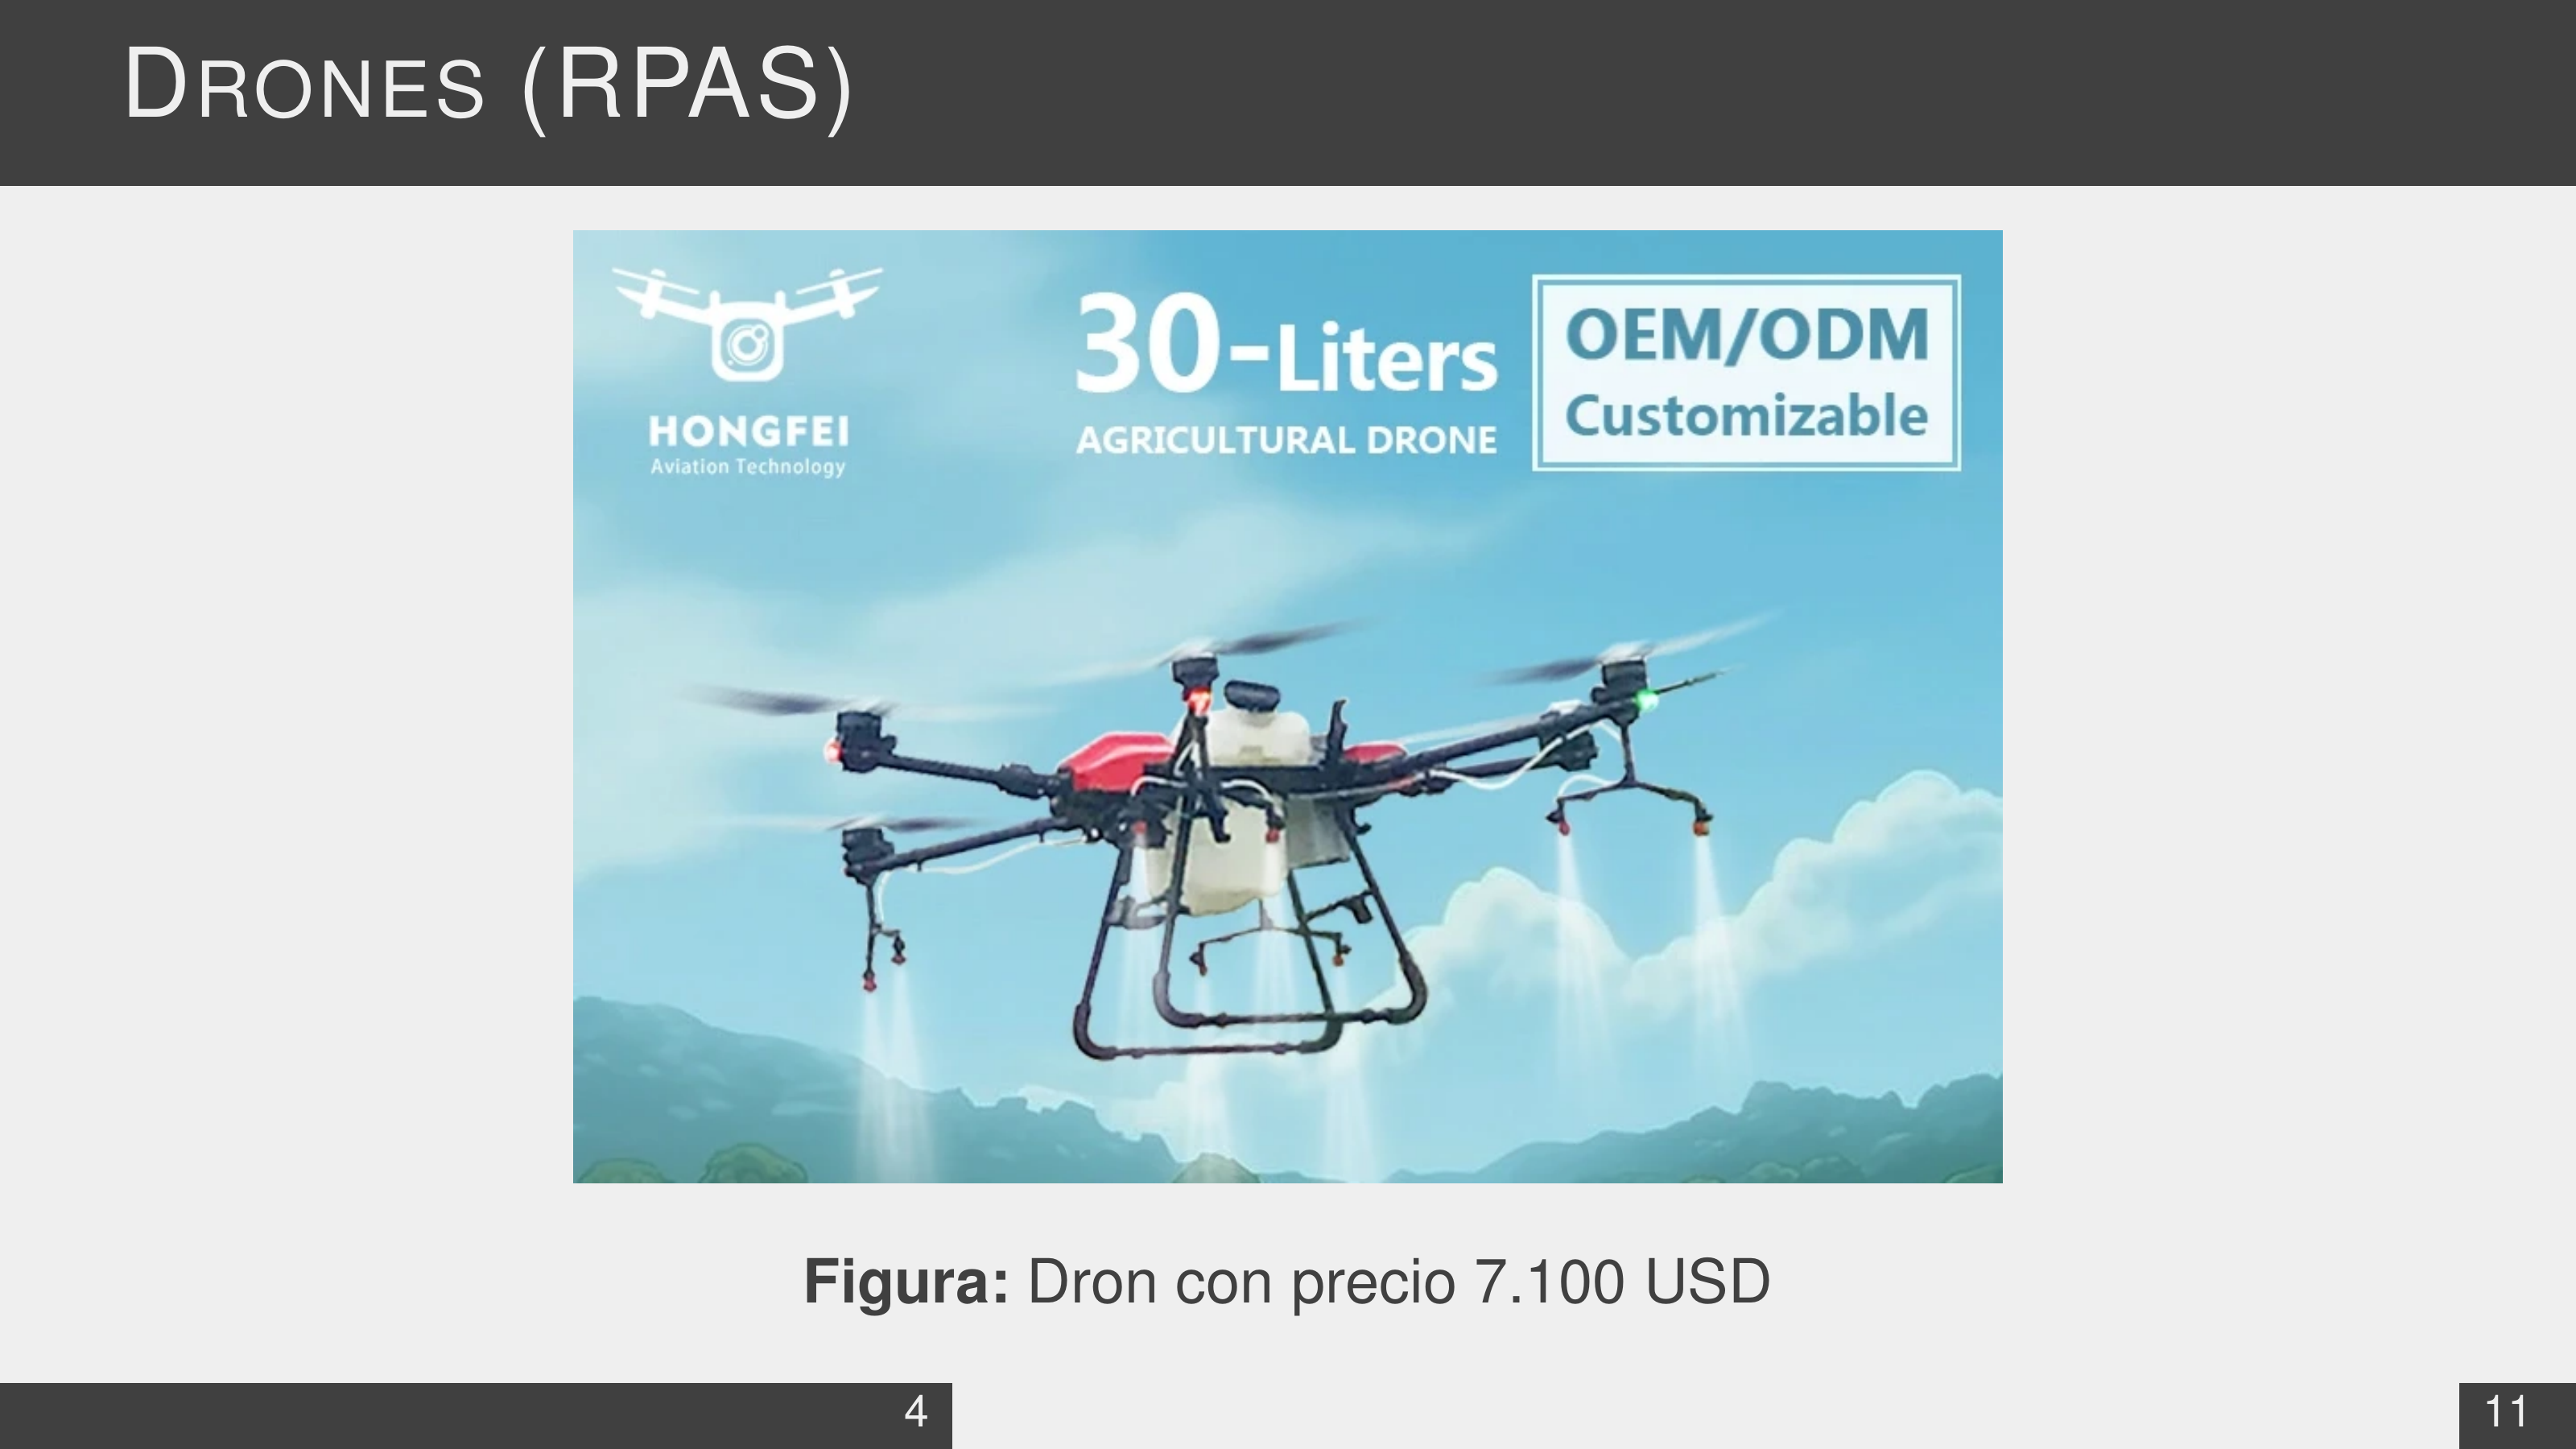 DRONES (RPAS)
HONGFEI
Aviation Technology
30-Liters
AGRICULTURAL DRONE
OEM/ODM
Customizable
Figura: Dron con precio 7.100 USD
4
11